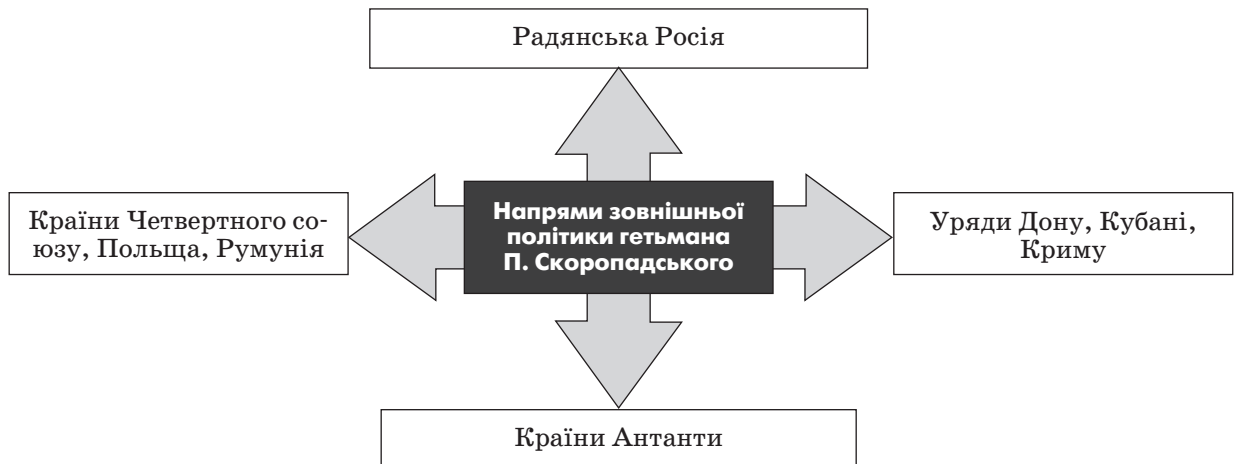 Радянська Росія
Країни Четвертного со-
юзу, Польща, Румунія
Напрями зовнішньої
політики гетьмана
П. Скоропадського
Уряди Дону, Кубані,
Криму
Країни Антанти